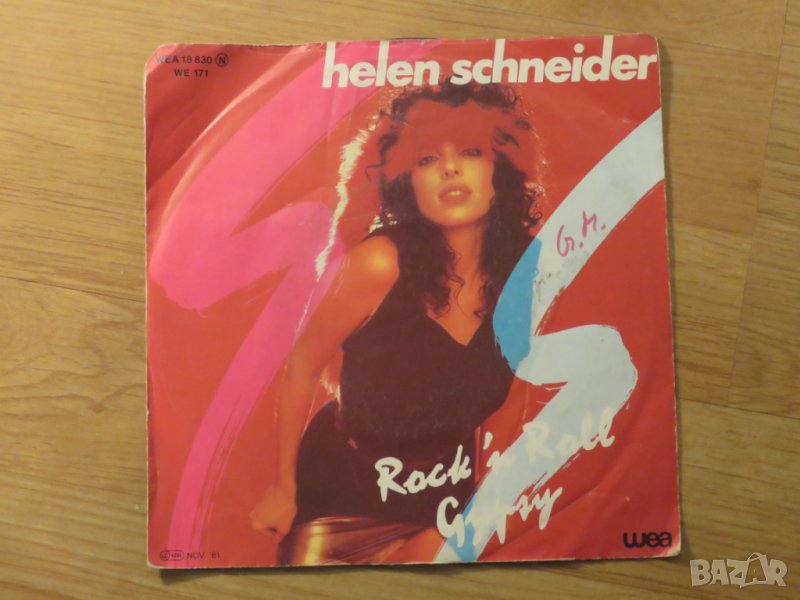 WEA 18 830 N
WE 171
helen schneider
G.M.
Rock 'n Roll
Gypsy
NOV. '81
wea
BAZAR